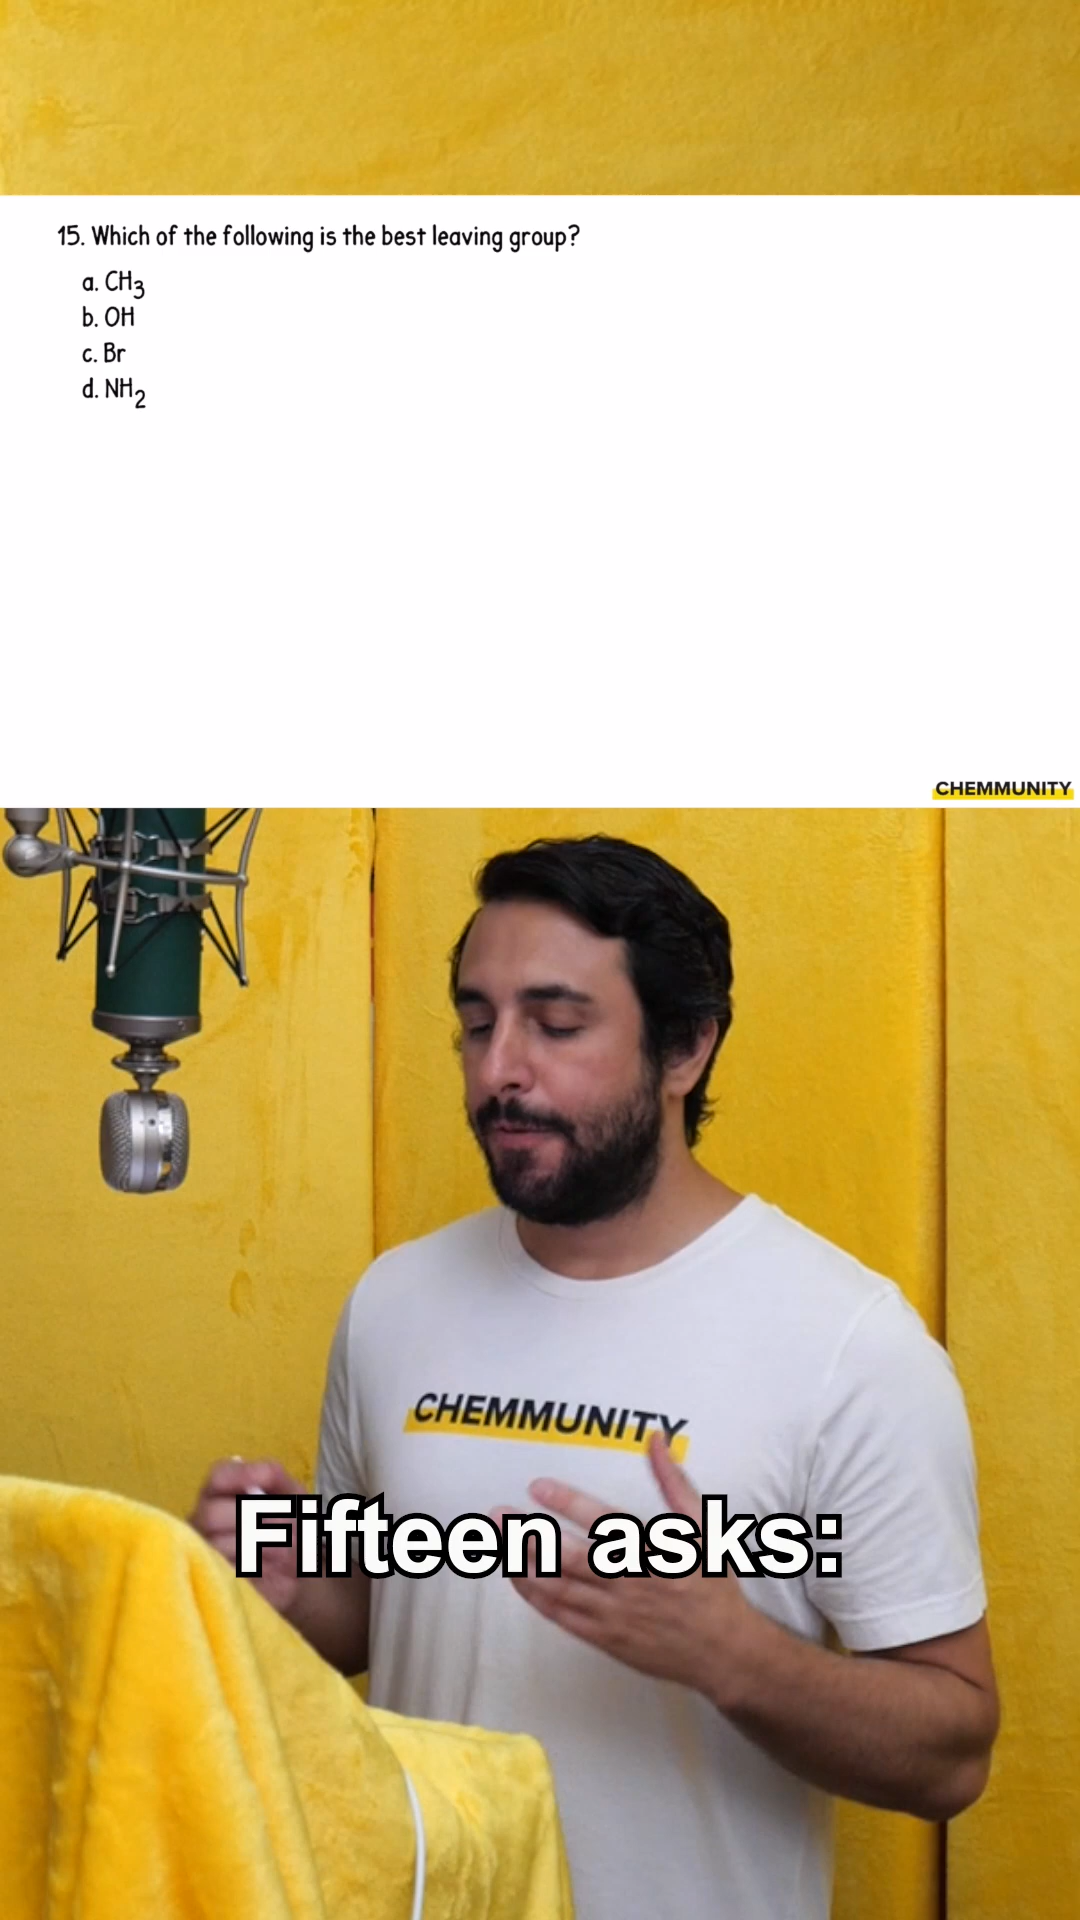 15. Which of the following is the best leaving group?
a. CH₃
b. OH
c. Br
d. NH₂
CHEMMUNITY
CHEMMUNITY
Fifteen asks: